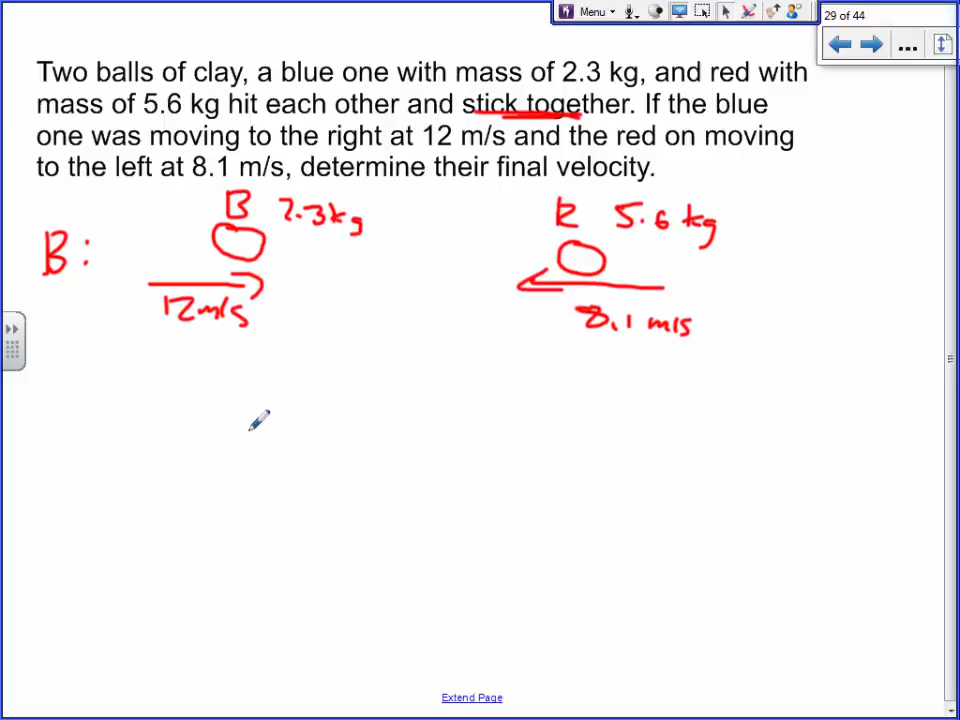 Menu
29 of 44
Two balls of clay, a blue one with mass of 2.3 kg, and red with
mass of 5.6 kg hit each other and stick together. If the blue
one was moving to the right at 12 m/s and the red on moving
to the left at 8.1 m/s, determine their final velocity.
B 2.3 kg R 5.6 kg
B:
12 m/s 8.1 m/s
Extend Page